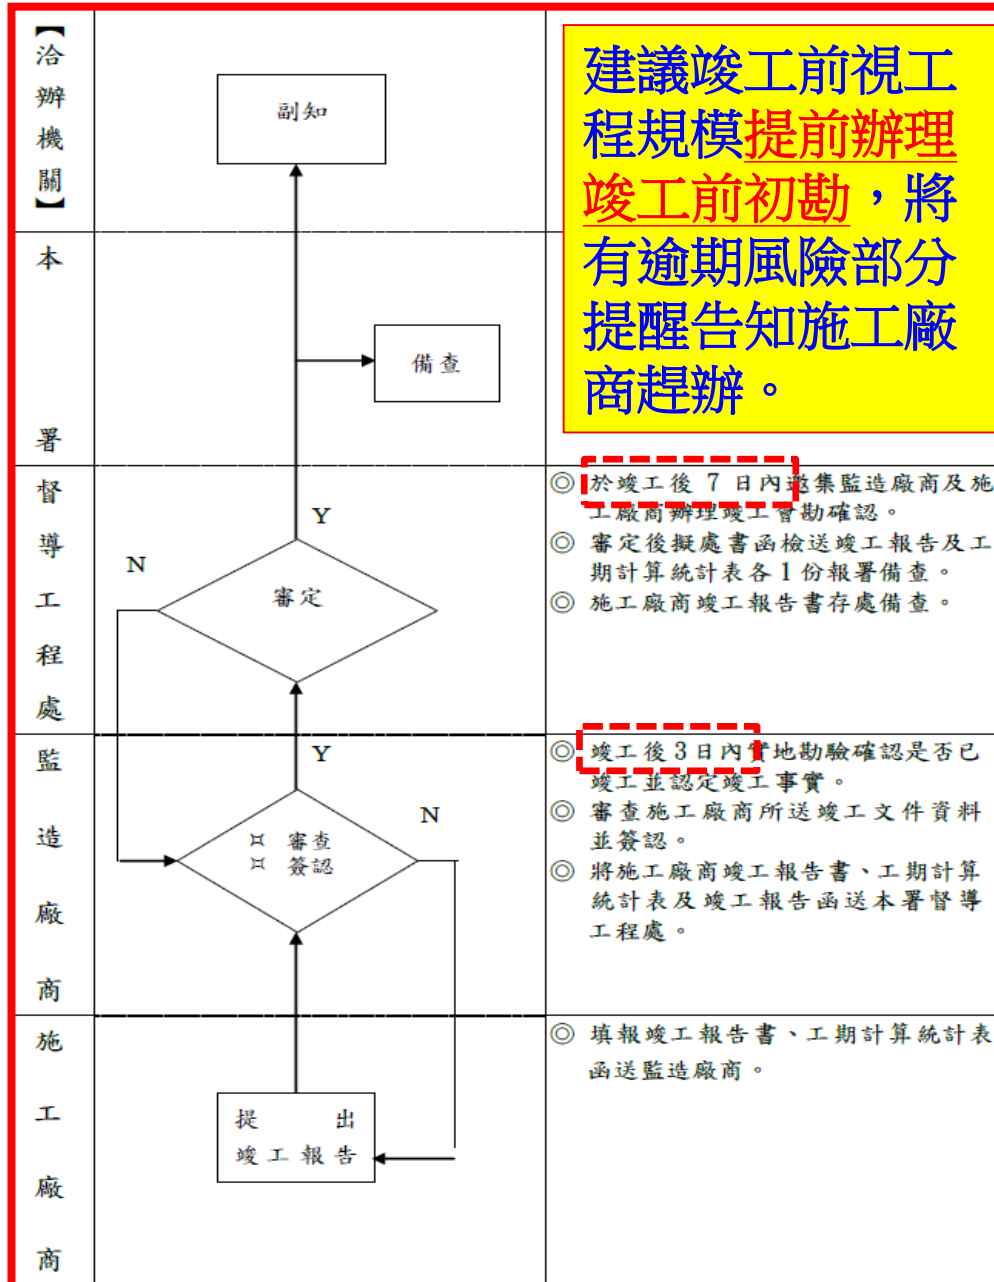 【洽辦機關】
副知
建議竣工前視工
程規模提前辦理
竣工前初勘，將
有逾期風險部分
提醒告知施工廠
商趕辦。
本署
備查
督導工程處
Y
N
審定
◎ 於竣工後 7 日內邀集監造廠商及施
工廠商辦理竣工會勘確認。
◎ 審定後擬處書函檢送竣工報告及工
期計算統計表各 1 份報署備查。
◎ 施工廠商竣工報告書存處備查。
監造廠商
Y
N
¤ 審查
¤ 簽認
◎ 竣工後 3 日內實地勘驗確認是否已
竣工並認定竣工事實。
◎ 審查施工廠商所送竣工文件資料
並簽認。
◎ 將施工廠商竣工報告書、工期計算
統計表及竣工報告函送本署督導
工程處。
施工廠商
提 出
竣工報告
◎ 填報竣工報告書、工期計算統計表
函送監造廠商。